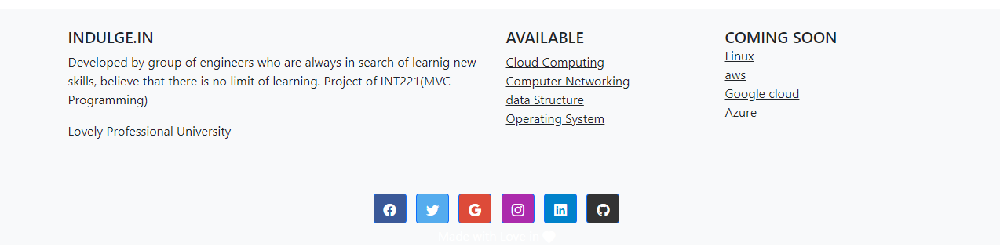 INDULGE.IN
Developed by group of engineers who are always in search of learnig new
skills, believe that there is no limit of learning. Project of INT221(MVC
Programming)
Lovely Professional University
AVAILABLE
Cloud Computing
Computer Networking
data Structure
Operating System
COMING SOON
Linux
aws
Google cloud
Azure
Made with Love in